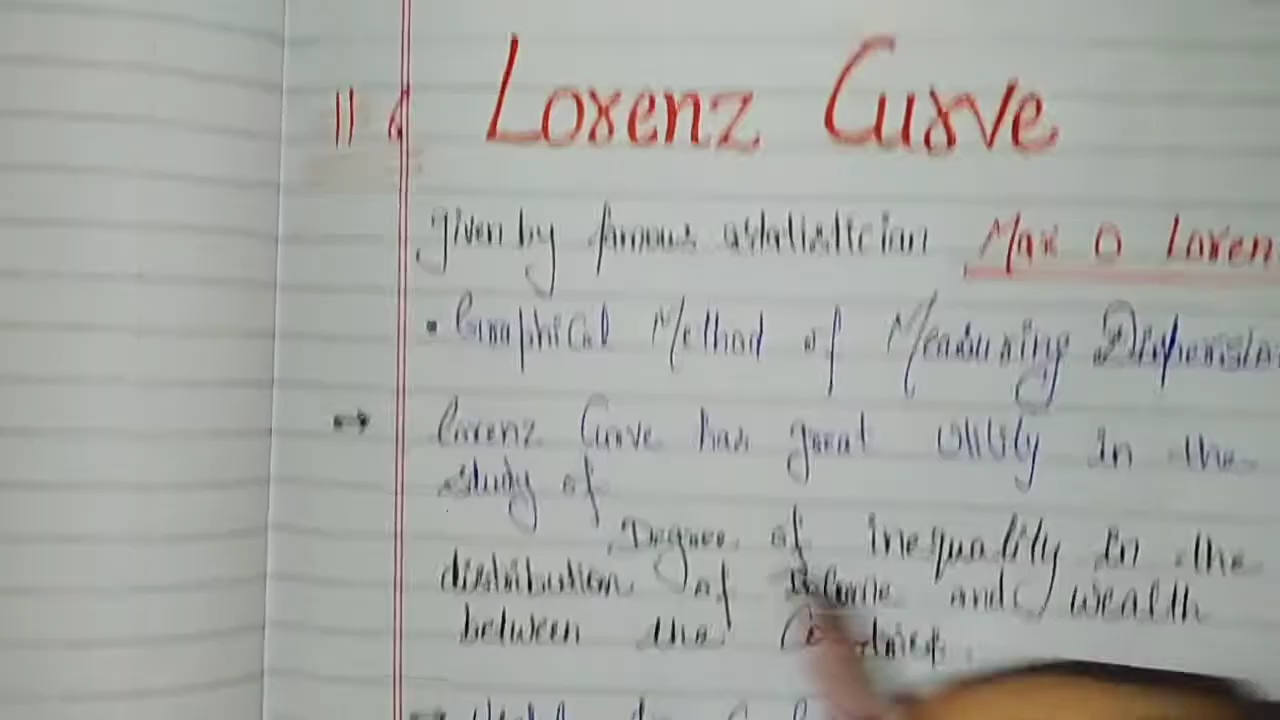 Lorenz Curve
given by famous statistician Max O Loren
• Graphical Method of Measuring Dispersion
→ Lorenz Curve has great utility in the
study of
Degree of inequality in the
distribution of Income and wealth
between the